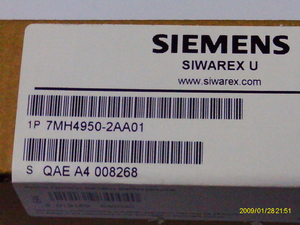 SIEMENS
SIWAREX U
www.siwarex.com
1P 7MH4950-2AA01
S QAE A4 008268
2009/01/28 21:51